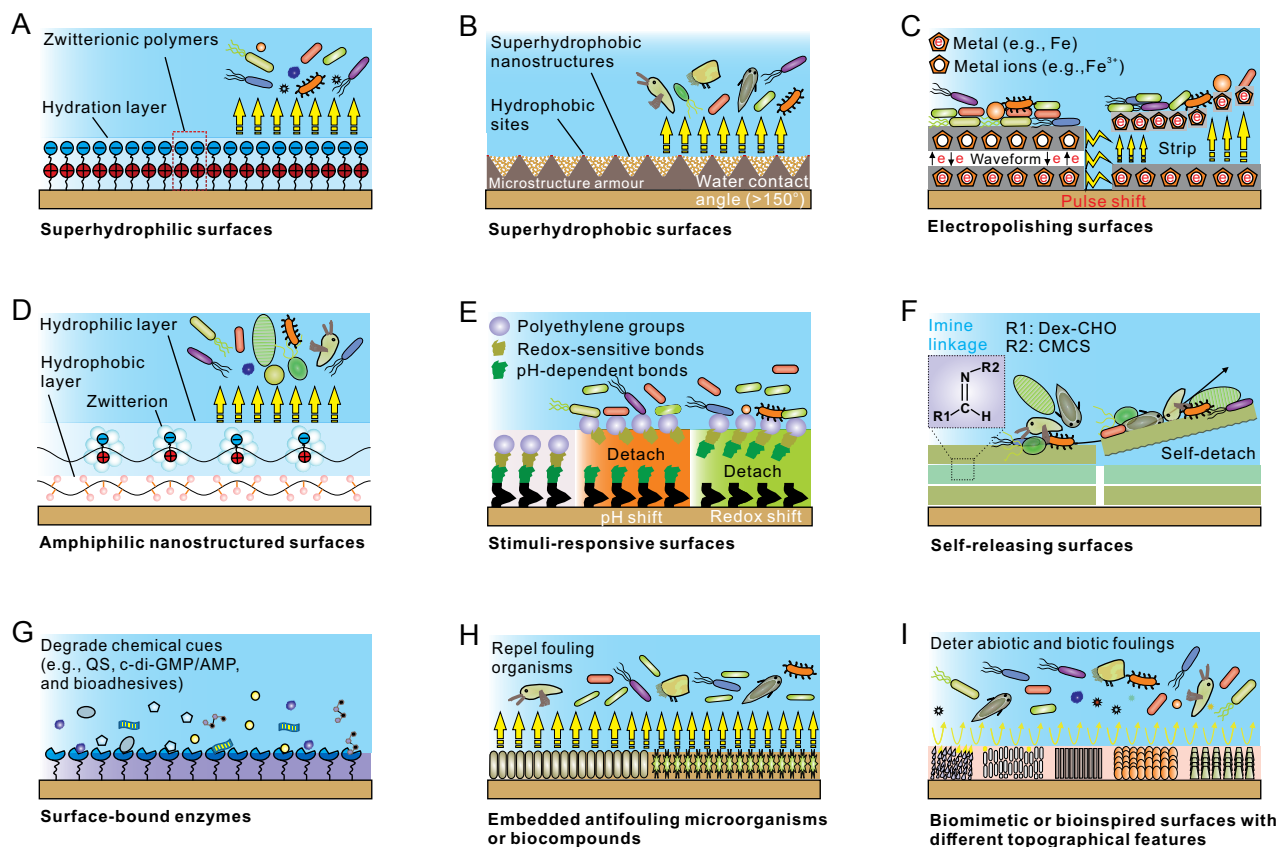 A
Zwitterionic polymers
Hydration layer
Superhydrophilic surfaces
B
Superhydrophobic
nanostructures
Hydrophobic
sites
Microstructure armour
Water contact
angle (>150°)
Superhydrophobic surfaces
C
e Metal (e.g., Fe)
Metal ions (e.g.,Fe³⁺)
e e Waveform e e
Strip
Pulse shift
Electropolishing surfaces
D
Hydrophilic layer
Hydrophobic
layer
Zwitterion
Amphiphilic nanostructured surfaces
E
Polyethylene groups
Redox-sensitive bonds
pH-dependent bonds
Detach
Detach
pH shift
Redox shift
Stimuli-responsive surfaces
F
Imine
linkage
R1: Dex-CHO
R2: CMCS
R2
N
R1 C H
Self-detach
Self-releasing surfaces
G
Degrade chemical cues
(e.g., QS, c-di-GMP/AMP,
and bioadhesives)
Surface-bound enzymes
H
Repel fouling
organisms
Embedded antifouling microorganisms
or biocompounds
I
Deter abiotic and biotic foulings
Biomimetic or bioinspired surfaces with
different topographical features